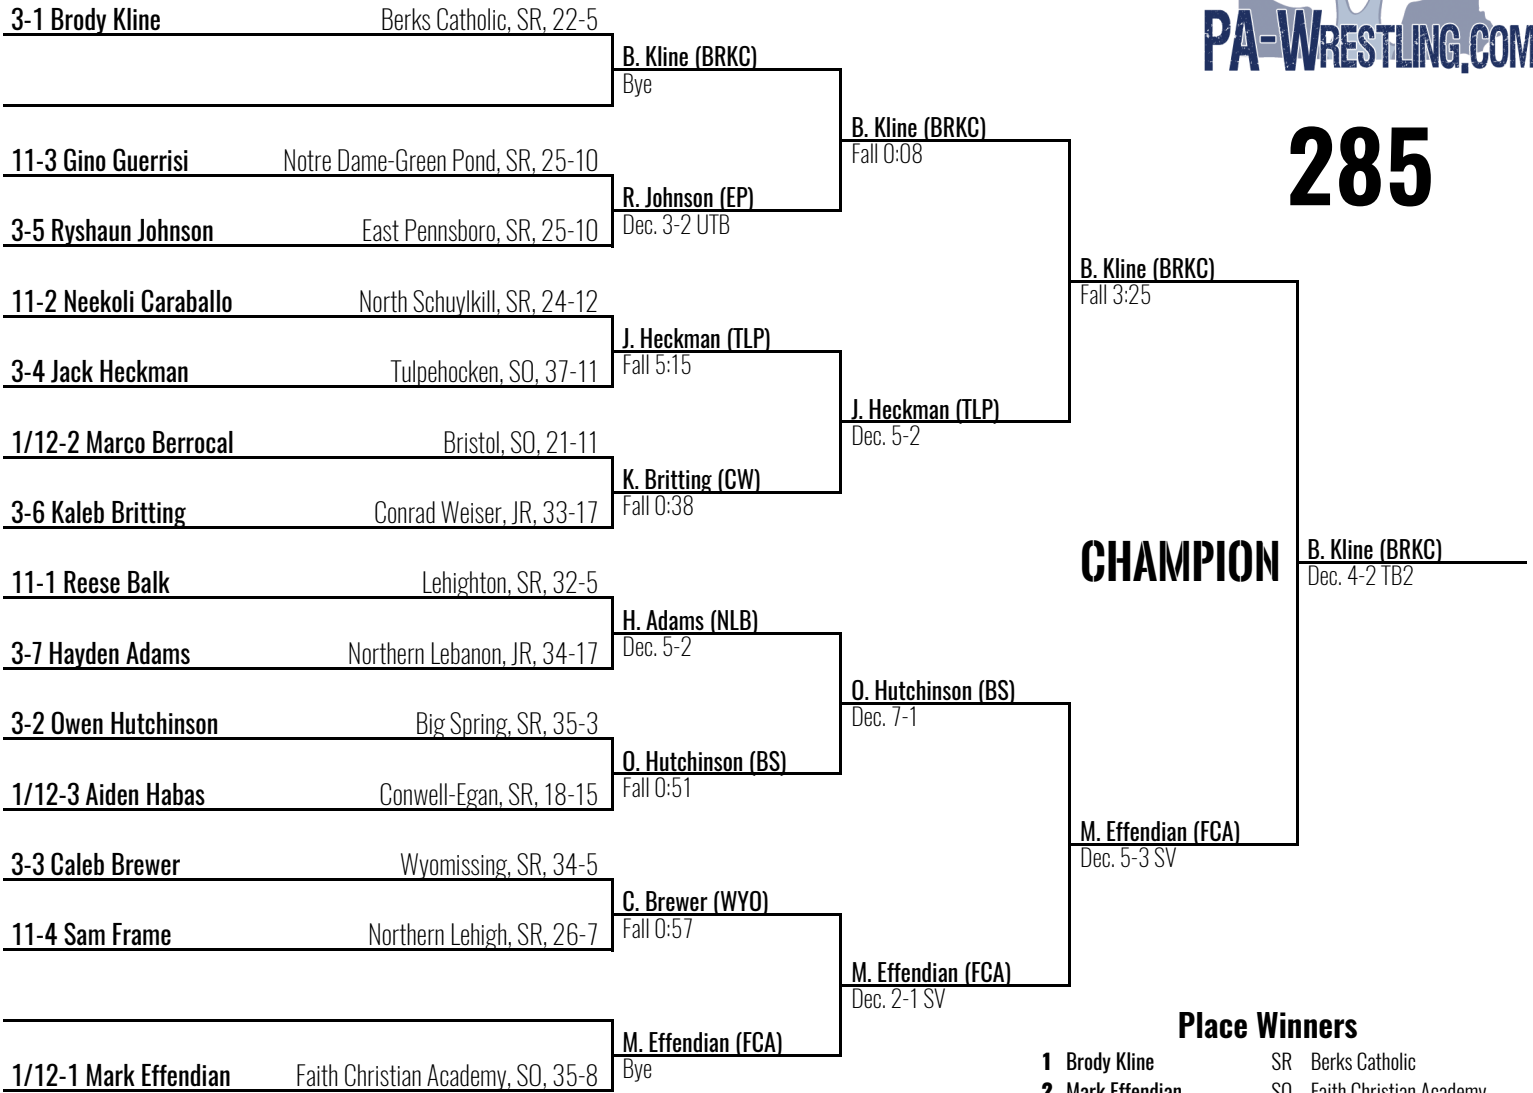 3-1 Brody Kline Berks Catholic, SR, 22-5
B. Kline (BRKC)
Bye
PA-WRESTLING.COM
285
11-3 Gino Guerrisi Notre Dame-Green Pond, SR, 25-10
B. Kline (BRKC)
Fall 0:08
R. Johnson (EP)
Dec. 3-2 UTB
3-5 Ryshaun Johnson East Pennsboro, SR, 25-10
B. Kline (BRKC)
Fall 3:25
11-2 Neekoli Caraballo North Schuylkill, SR, 24-12
J. Heckman (TLP)
Fall 5:15
3-4 Jack Heckman Tulpehocken, SO, 37-11
J. Heckman (TLP)
Dec. 5-2
1/12-2 Marco Berrocal Bristol, SO, 21-11
K. Britting (CW)
Fall 0:38
3-6 Kaleb Britting Conrad Weiser, JR, 33-17
CHAMPION
B. Kline (BRKC)
Dec. 4-2 TB2
11-1 Reese Balk Lehighton, SR, 32-5
H. Adams (NLB)
Dec. 5-2
3-7 Hayden Adams Northern Lebanon, JR, 34-17
O. Hutchinson (BS)
Dec. 7-1
3-2 Owen Hutchinson Big Spring, SR, 35-3
O. Hutchinson (BS)
Fall 0:51
1/12-3 Aiden Habas Conwell-Egan, SR, 18-15
M. Effendian (FCA)
Dec. 5-3 SV
3-3 Caleb Brewer Wyomissing, SR, 34-5
C. Brewer (WYO)
Fall 0:57
11-4 Sam Frame Northern Lehigh, SR, 26-7
M. Effendian (FCA)
Dec. 2-1 SV
M. Effendian (FCA)
Bye
1/12-1 Mark Effendian Faith Christian Academy, SO, 35-8
Place Winners
1 Brody Kline SR Berks Catholic
2 Mark Effendian SO Faith Christian Academy